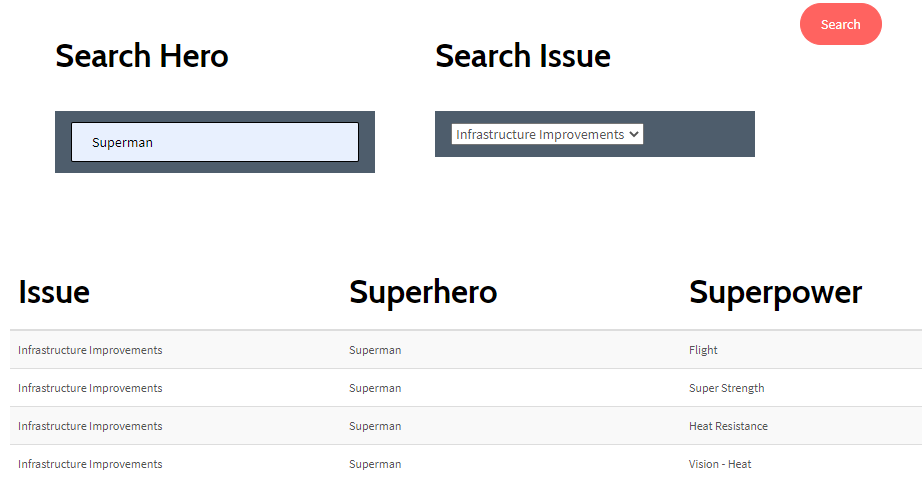 Search
Search Hero
Search Issue
Superman
Infrastructure Improvements
Issue Superhero Superpower
Infrastructure Improvements Superman Flight
Infrastructure Improvements Superman Super Strength
Infrastructure Improvements Superman Heat Resistance
Infrastructure Improvements Superman Vision - Heat